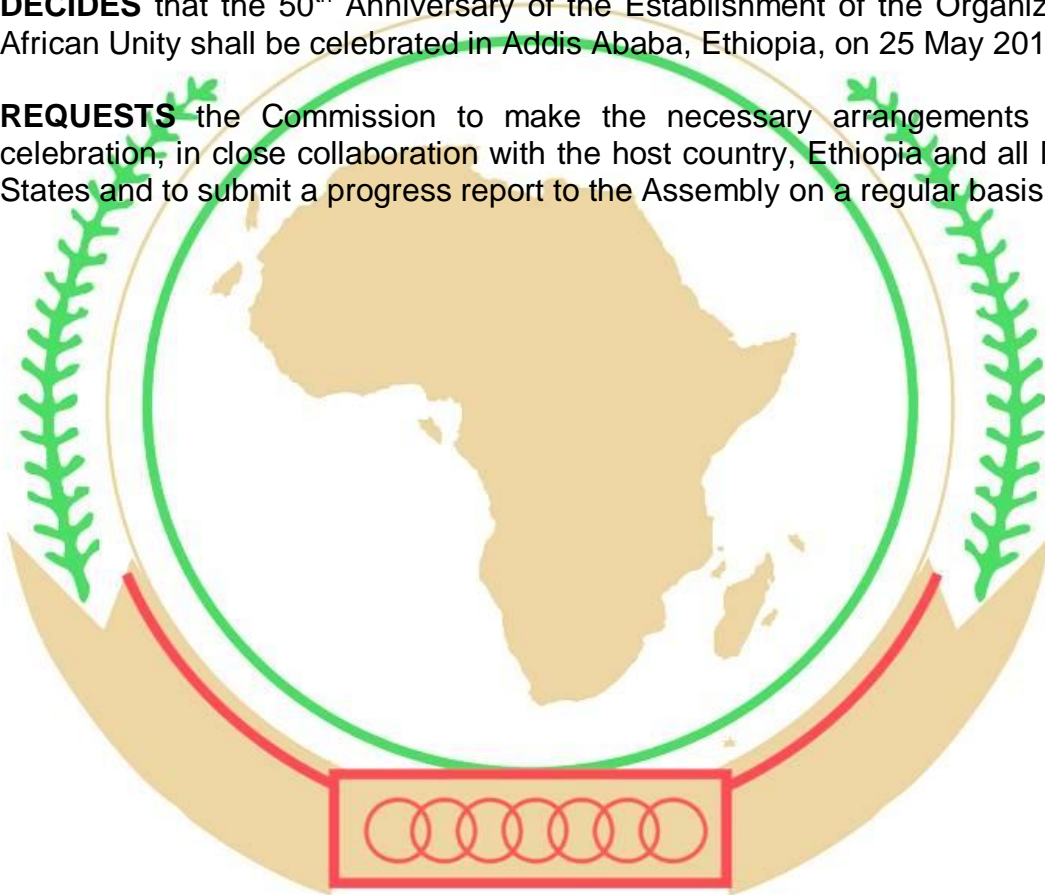 DECIDES that the 50th Anniversary of the Establishment of the Organiz
African Unity shall be celebrated in Addis Ababa, Ethiopia, on 25 May 201
REQUESTS the Commission to make the necessary arrangements
celebration, in close collaboration with the host country, Ethiopia and all
States and to submit a progress report to the Assembly on a regular basis